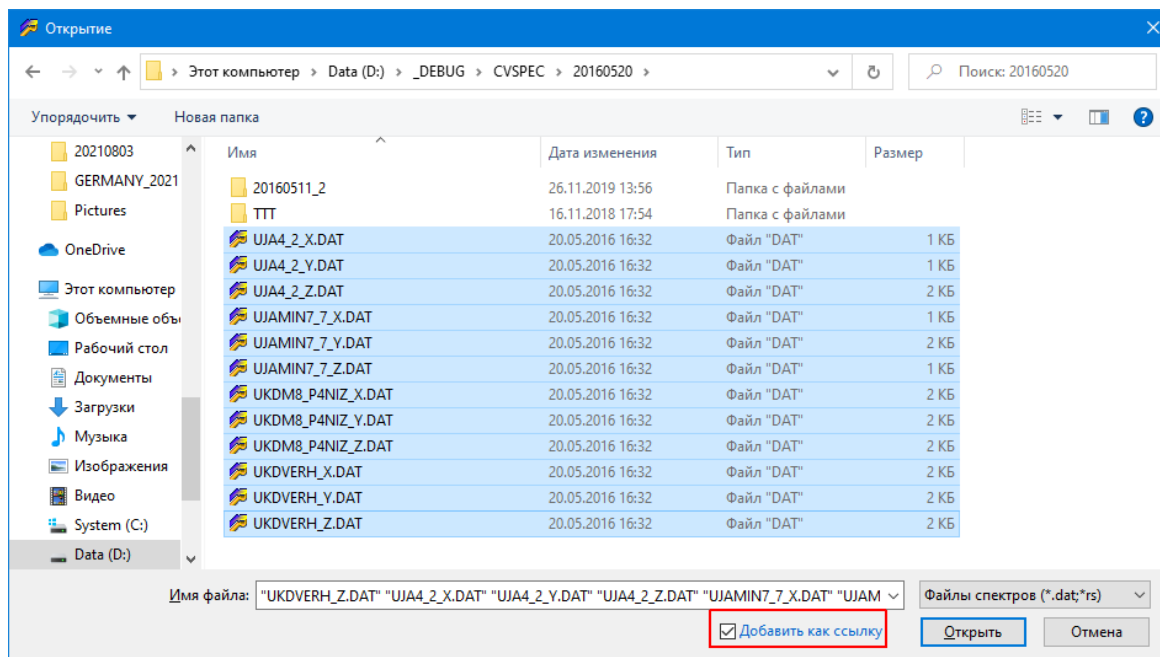 Открытие
Этот компьютер > Data (D:) > _DEBUG > CVSPEC > 20160520 >
Поиск: 20160520
Упорядочить Новая папка
20210803
GERMANY_2021
Pictures
OneDrive
Этот компьютер
Объемные объ
Рабочий стол
Документы
Загрузки
Музыка
Изображения
Видео
System (C:)
Data (D:)
Имя Дата изменения Тип Размер
20160511_2 26.11.2019 13:56 Папка с файлами
TTT 16.11.2018 17:54 Папка с файлами
UJA4_2_X.DAT 20.05.2016 16:32 Файл "DAT" 1 КБ
UJA4_2_Y.DAT 20.05.2016 16:32 Файл "DAT" 1 КБ
UJA4_2_Z.DAT 20.05.2016 16:32 Файл "DAT" 2 КБ
UJAMIN7_7_X.DAT 20.05.2016 16:32 Файл "DAT" 1 КБ
UJAMIN7_7_Y.DAT 20.05.2016 16:32 Файл "DAT" 2 КБ
UJAMIN7_7_Z.DAT 20.05.2016 16:32 Файл "DAT" 1 КБ
UKDM8_P4NIZ_X.DAT 20.05.2016 16:32 Файл "DAT" 2 КБ
UKDM8_P4NIZ_Y.DAT 20.05.2016 16:32 Файл "DAT" 2 КБ
UKDM8_P4NIZ_Z.DAT 20.05.2016 16:32 Файл "DAT" 2 КБ
UKDVERH_X.DAT 20.05.2016 16:32 Файл "DAT" 2 КБ
UKDVERH_Y.DAT 20.05.2016 16:32 Файл "DAT" 2 КБ
UKDVERH_Z.DAT 20.05.2016 16:32 Файл "DAT" 2 КБ
Имя файла: "UKDVERH_Z.DAT" "UJA4_2_X.DAT" "UJA4_2_Y.DAT" "UJA4_2_Z.DAT" "UJAMIN7_7_X.DAT" "UJAM
Файлы спектров (*.dat;*rs)
Добавить как ссылку
Открыть Отмена